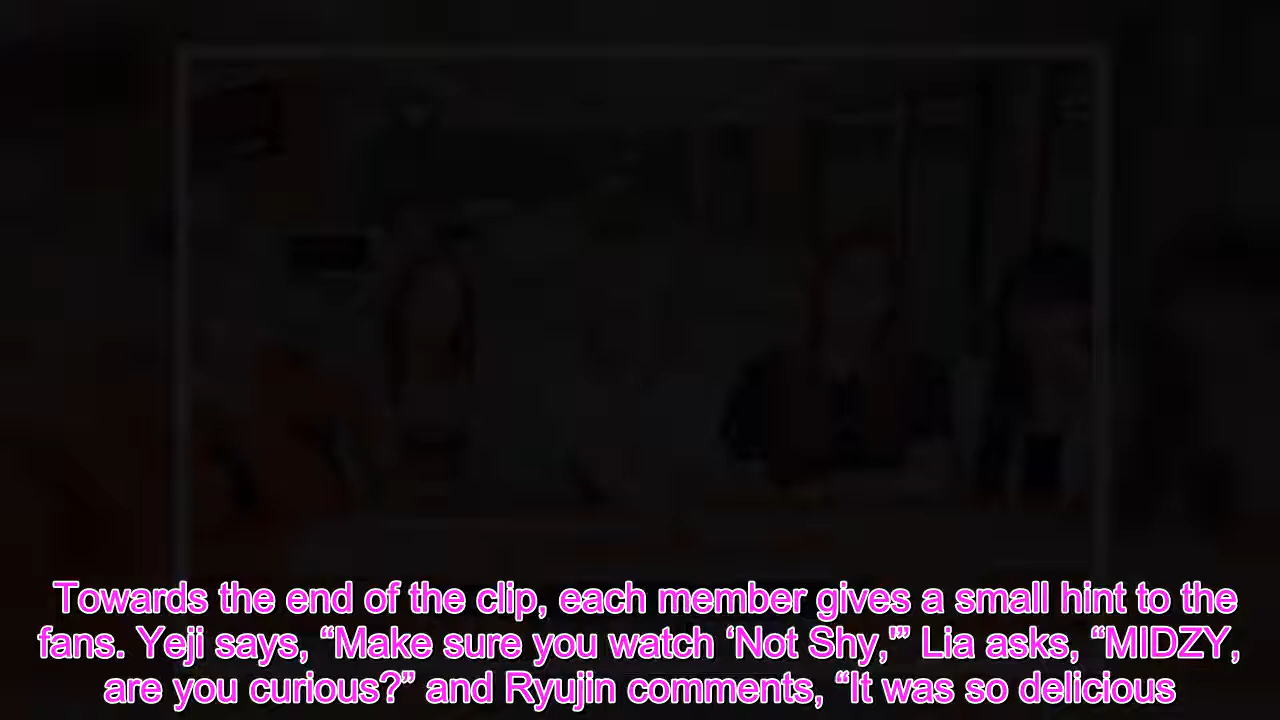 Towards the end of the clip, each member gives a small hint to the
fans. Yeji says, “Make sure you watch ‘Not Shy,'” Lia asks, “MIDZY,
are you curious?” and Ryujin comments, “It was so delicious